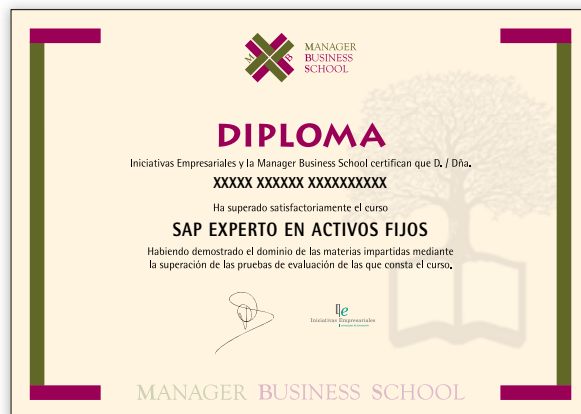 M B
MANAGER
BUSINESS
SCHOOL
DIPLOMA
Iniciativas Empresariales y la Manager Business School certifican que D. / Dña.
XXXXX XXXXXX XXXXXXXXXX
Ha superado satisfactoriamente el curso
SAP EXPERTO EN ACTIVOS FIJOS
Habiendo demostrado el dominio de las materias impartidas mediante
la superación de las pruebas de evaluación de las que consta el curso.
Iniciativas Empresariales
MANAGER BUSINESS SCHOOL